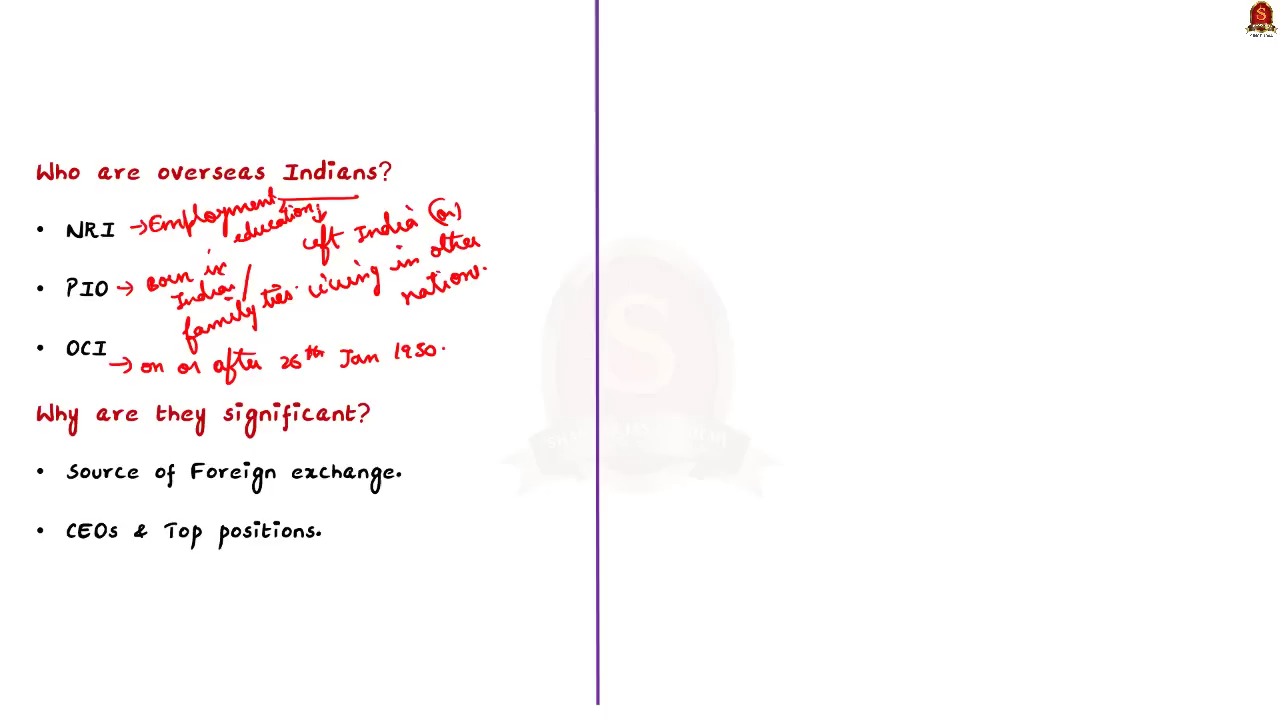 Who are overseas Indians?
• NRI → Employment
education
left India (or)
• PIO → Born in
Indian /
family ties. living in other
nations.
• OCI
→ on or after 26th Jan 1950.
Why are they significant?
• Source of Foreign exchange.
• CEOs & Top positions.